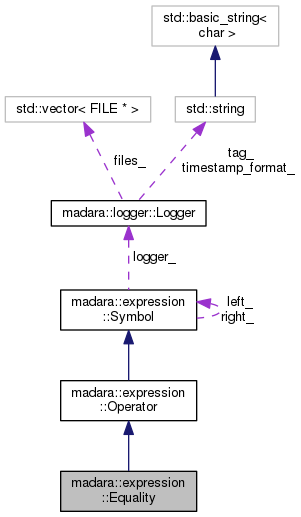 std::basic_string<
char >
std::vector< FILE * >
std::string
files_
tag_
timestamp_format_
madara::logger::Logger
logger_
madara::expression
::Symbol
left_
right_
madara::expression
::Operator
madara::expression
::Equality